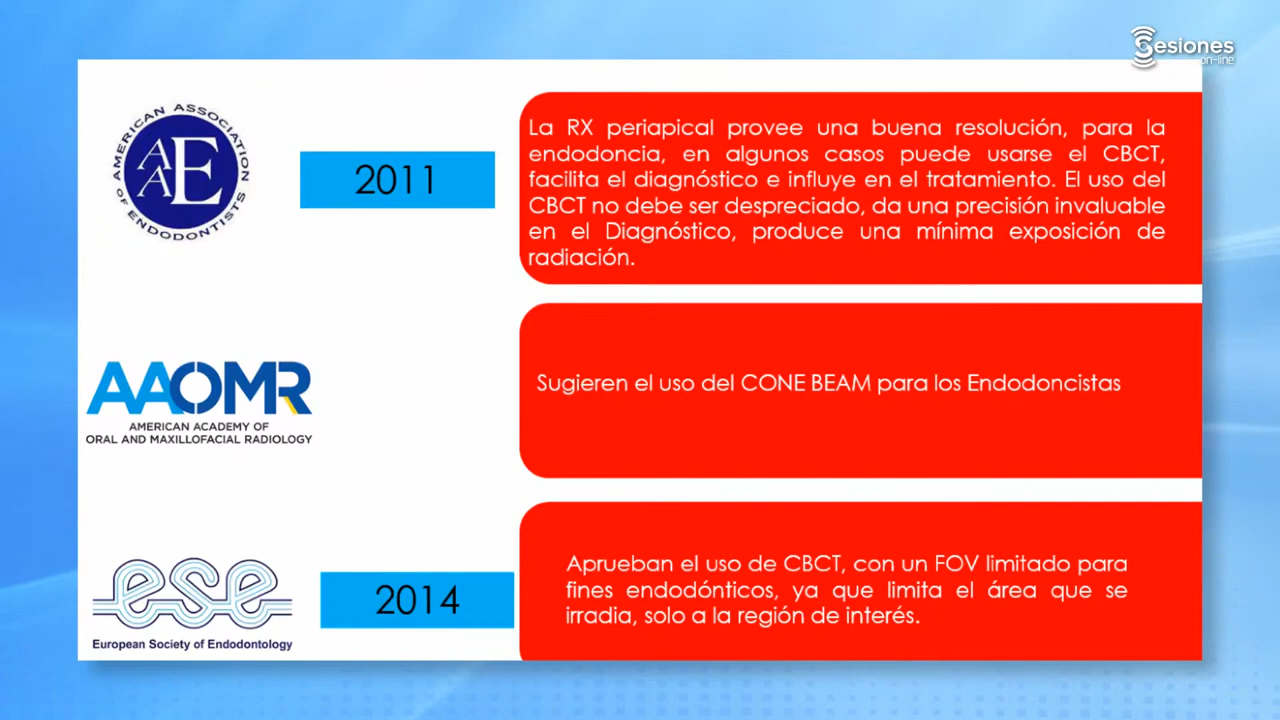 Sesiones
on-line
AMERICAN ASSOCIATION
OF ENDODONTISTS
AAE
2011
La RX periapical provee una buena resolución, para la
endodoncia, en algunos casos puede usarse el CBCT,
facilita el diagnóstico e influye en el tratamiento. El uso del
CBCT no debe ser despreciado, da una precisión invaluable
en el Diagnóstico, produce una mínima exposición de
radiación.
AAOMR
AMERICAN ACADEMY OF
ORAL AND MAXILLOFACIAL RADIOLOGY
Sugieren el uso del CONE BEAM para los Endodoncistas
ese
European Society of Endodontology
2014
Aprueban el uso de CBCT, con un FOV limitado para
fines endodónticos, ya que limita el área que se
irradia, solo a la región de interés.